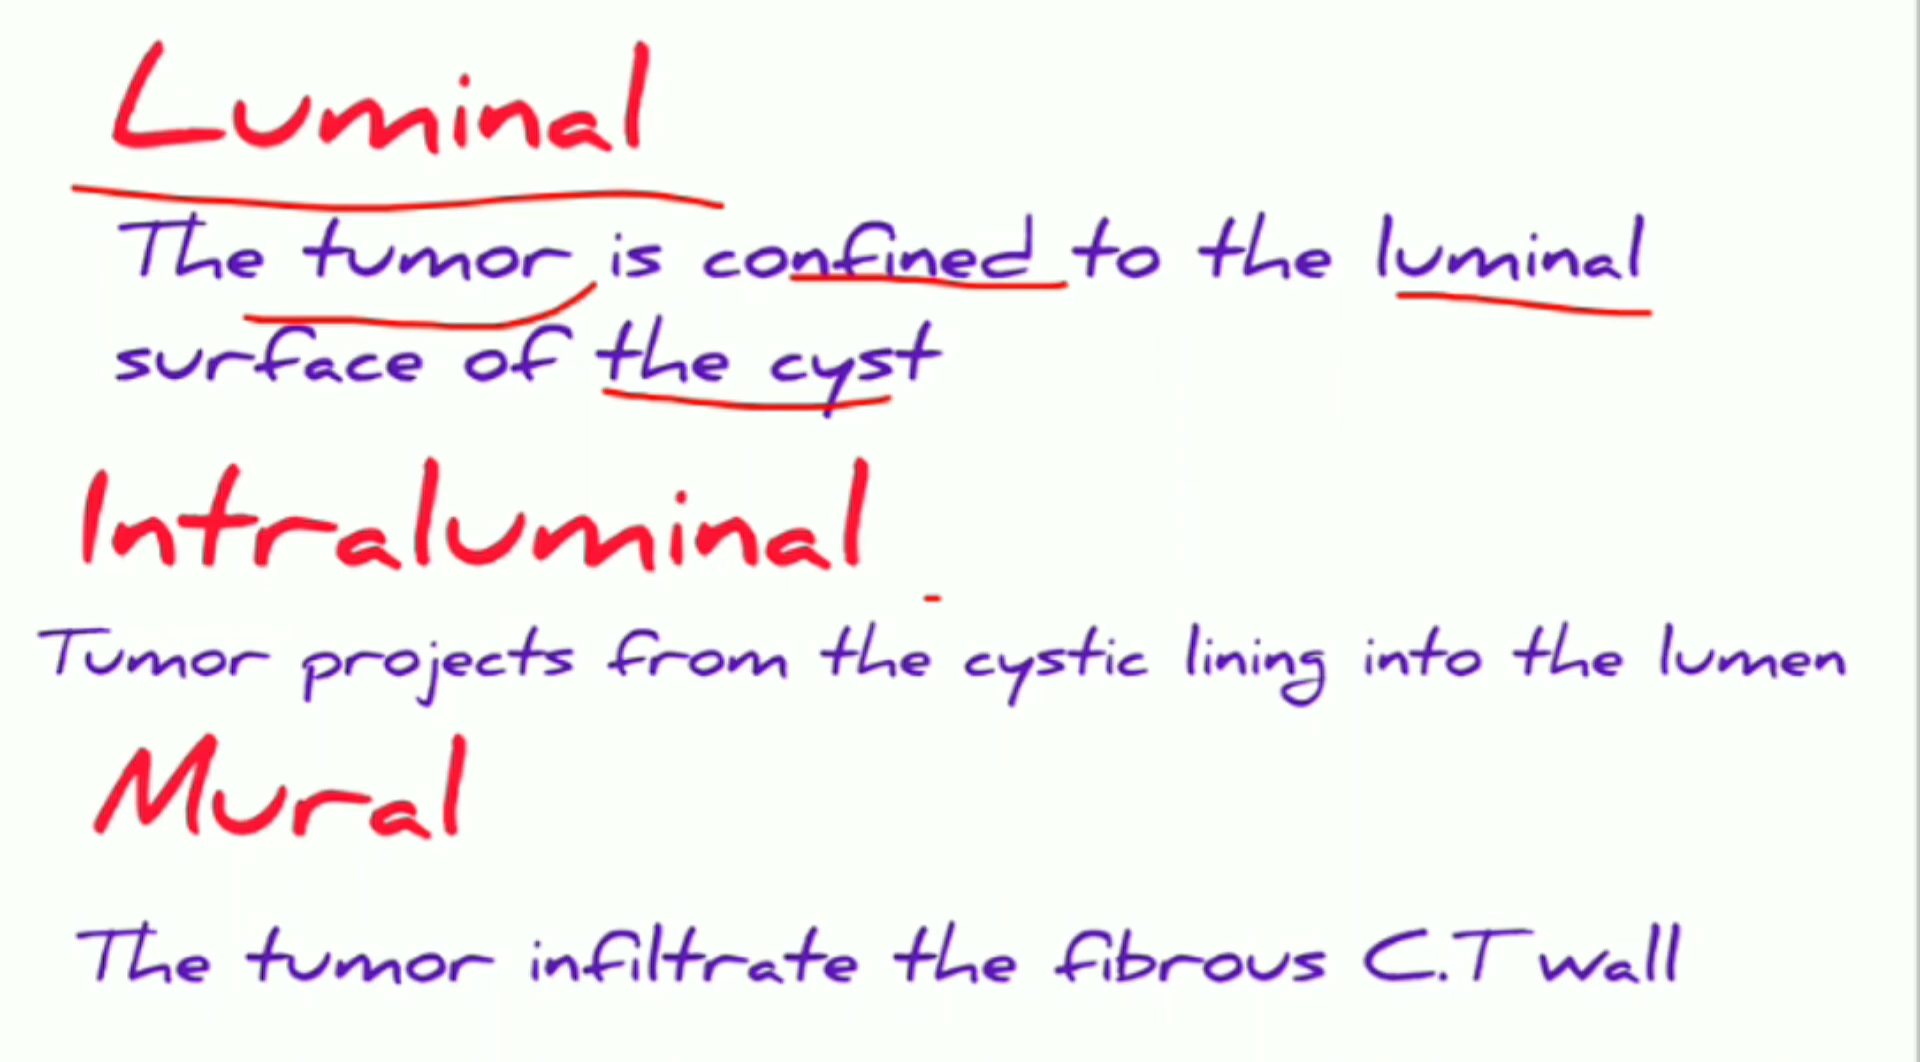 Luminal
The tumor is confined to the luminal
surface of the cyst
Intraluminal
Tumor projects from the cystic lining into the lumen
Mural
The tumor infiltrate the fibrous C.T wall